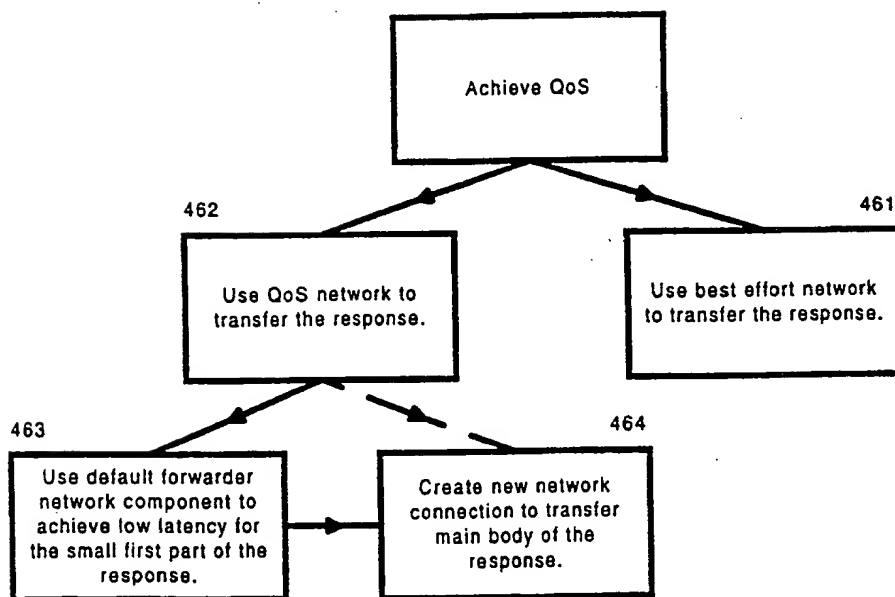 Achieve QoS
462
461
Use QoS network to
transfer the response.
Use best effort network
to transfer the response.
463
464
Use default forwarder
network component to
achieve low latency for
the small first part of the
response.
Create new network
connection to transfer
main body of the
response.